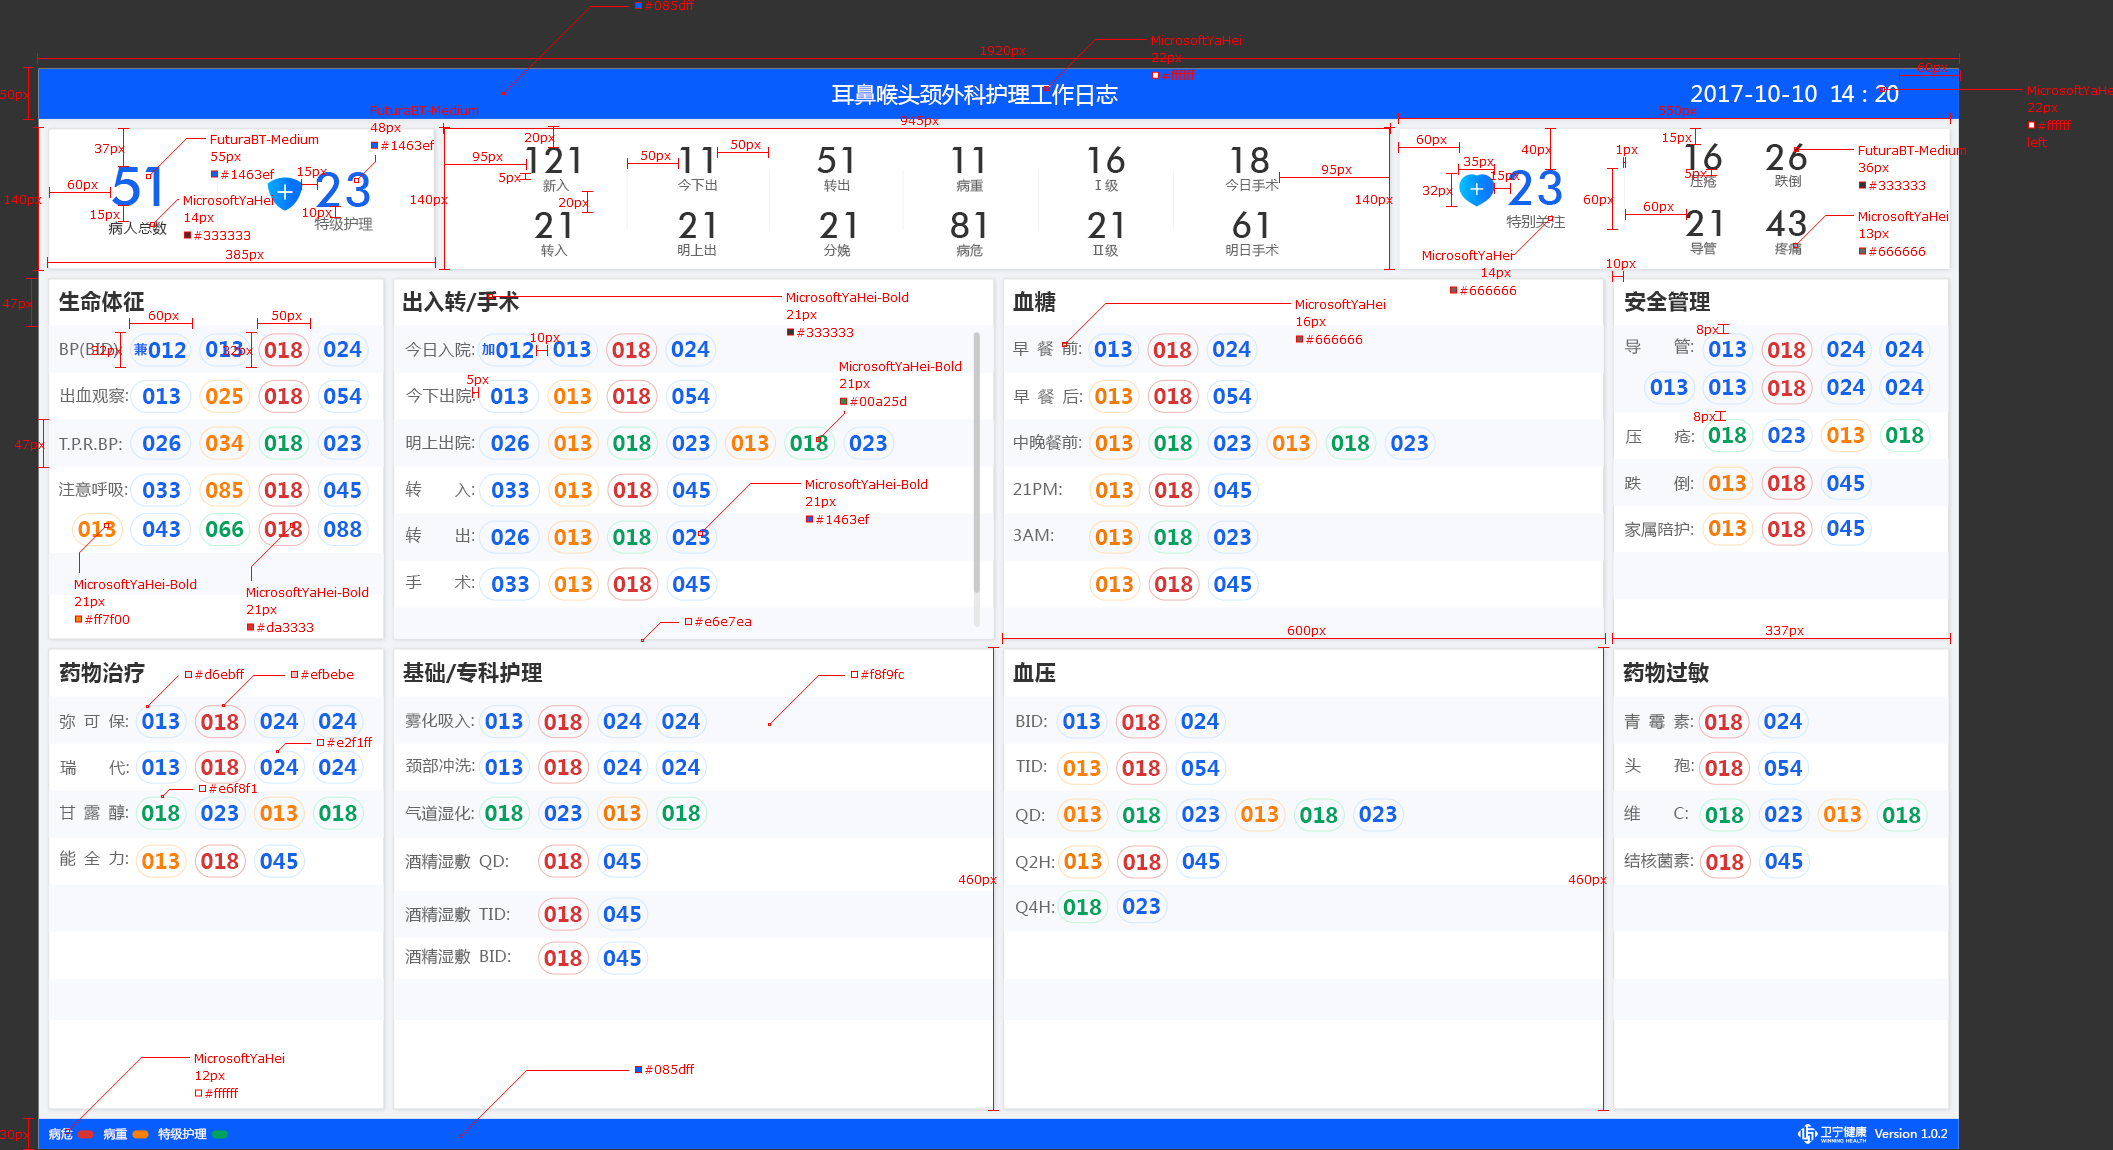 #085dff
1920px
MicrosoftYaHei
22px
#ffffff
60px
50px
耳鼻喉头颈外科护理工作日志
2017-10-10 14 : 20
MicrosoftYaHe
22px
#ffffff
left
FuturaBT-Medium
48px
#1463ef
945px
550px
37px
FuturaBT-Medium
55px
#1463ef
60px
15px
140px
51
病人总数
MicrosoftYaHei
14px
#333333
15px
10px
23
特级护理
385px
140px
20px
95px
5px
50px
50px
20px
95px
140px
121
新入
11
今下出
51
转出
11
病重
16
I 级
18
今日手术
21
转入
21
明上出
21
分娩
81
病危
21
II级
61
明日手术
60px
35px
15px
32px
40px
1px
15px
5px
60px
60px
23
特别关注
16
压疮
26
跌倒
21
导管
43
疼痛
FuturaBT-Medium
36px
#333333
MicrosoftYaHei
13px
#666666
MicrosoftYaHei
14px
#666666
10px
47px
生命体征
60px
50px
BP(BID):
32px
兼012
013
32px
018
024
出血观察:
013
025
018
054
47px
T.P.R.BP:
026
034
018
023
注意呼吸:
033
085
018
045
013
043
066
018
088
MicrosoftYaHei-Bold
21px
#ff7f00
MicrosoftYaHei-Bold
21px
#da3333
出入转/手术
MicrosoftYaHei-Bold
21px
#333333
10px
今日入院:
加012
013
018
024
5px
今下出院:
013
013
018
054
MicrosoftYaHei-Bold
21px
#00a25d
明上出院:
026
013
018
023
013
018
023
转 入:
033
013
018
045
MicrosoftYaHei-Bold
21px
#1463ef
转 出:
026
013
018
023
手 术:
033
013
018
045
#e6e7ea
血糖
MicrosoftYaHei
16px
#666666
早 餐 前:
013
018
024
早 餐 后:
013
018
054
中晚餐前:
013
018
023
013
018
023
21PM:
013
018
045
3AM:
013
018
023
013
018
045
600px
安全管理
8px
导 管:
013
018
024
024
013
013
018
024
024
8px
压 疮:
018
023
013
018
跌 倒:
013
018
045
家属陪护:
013
018
045
337px
药物治疗
#d6ebff
#efbebe
弥 可 保:
013
018
024
024
#e2f1ff
瑞 代:
013
018
024
024
#e6f8f1
甘 露 醇:
018
023
013
018
能 全 力:
013
018
045
MicrosoftYaHei
12px
#ffffff
基础/专科护理
#f8f9fc
雾化吸入:
013
018
024
024
颈部冲洗:
013
018
024
024
气道湿化:
018
023
013
018
酒精湿敷 QD:
018
045
460px
酒精湿敷 TID:
018
045
酒精湿敷 BID:
018
045
#085dff
血压
BID:
013
018
024
TID:
013
018
054
QD:
013
018
023
013
018
023
Q2H:
013
018
045
460px
Q4H:
018
023
药物过敏
青 霉 素:
018
024
头 孢:
018
054
维 C:
018
023
013
018
结核菌素:
018
045
30px
病危
病重
特级护理
卫宁健康
WINNING HEALTH
Version 1.0.2